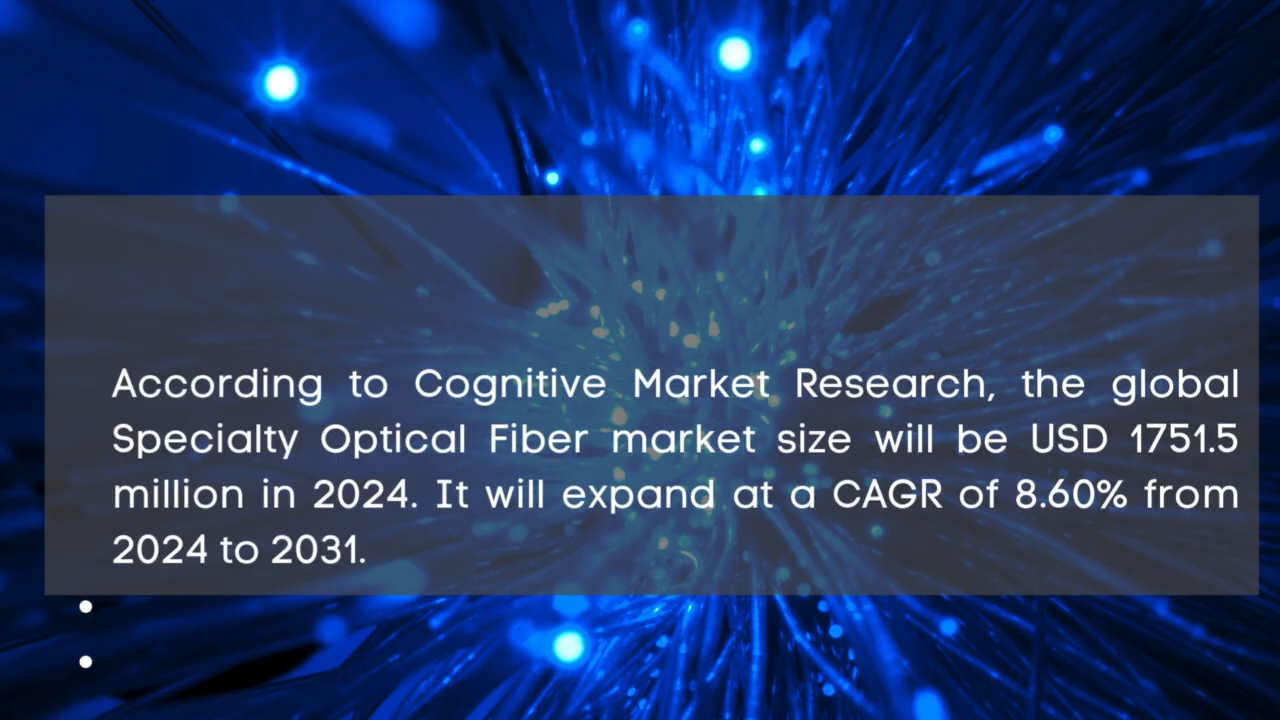 According to Cognitive Market Research, the global
Specialty Optical Fiber market size will be USD 1751.5
million in 2024. It will expand at a CAGR of 8.60% from
2024 to 2031.